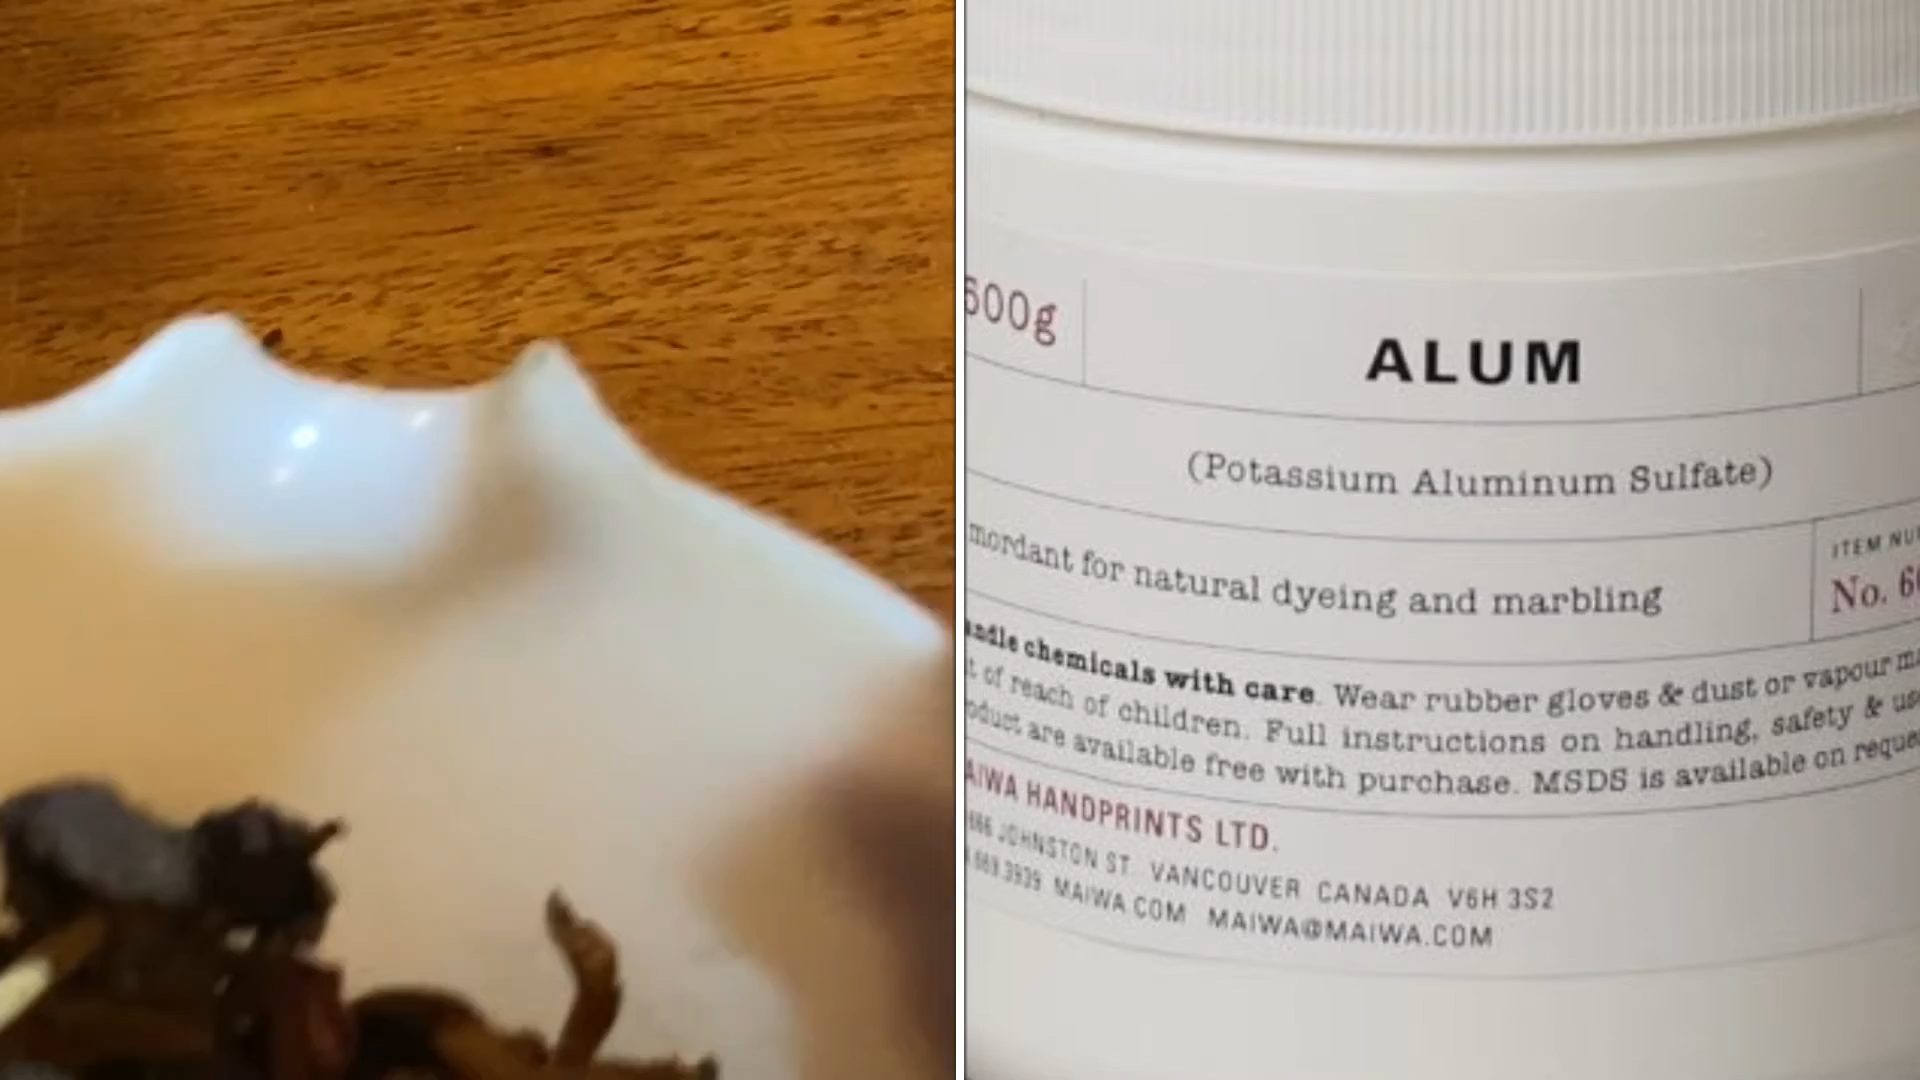 600g
ALUM
(Potassium Aluminum Sulfate)
mordant for natural dyeing and marbling
ITEM
No.
chemicals with care. Wear rubber gloves & dust or vapour
of reach of children. Full instructions on handling, safety &
are available free with purchase. MSDS is available on
HANDPRINTS LTD.
JOHNSTON ST. VANCOUVER CANADA V6H 3S2
MAIWA.COM MAIWA@MAIWA.COM